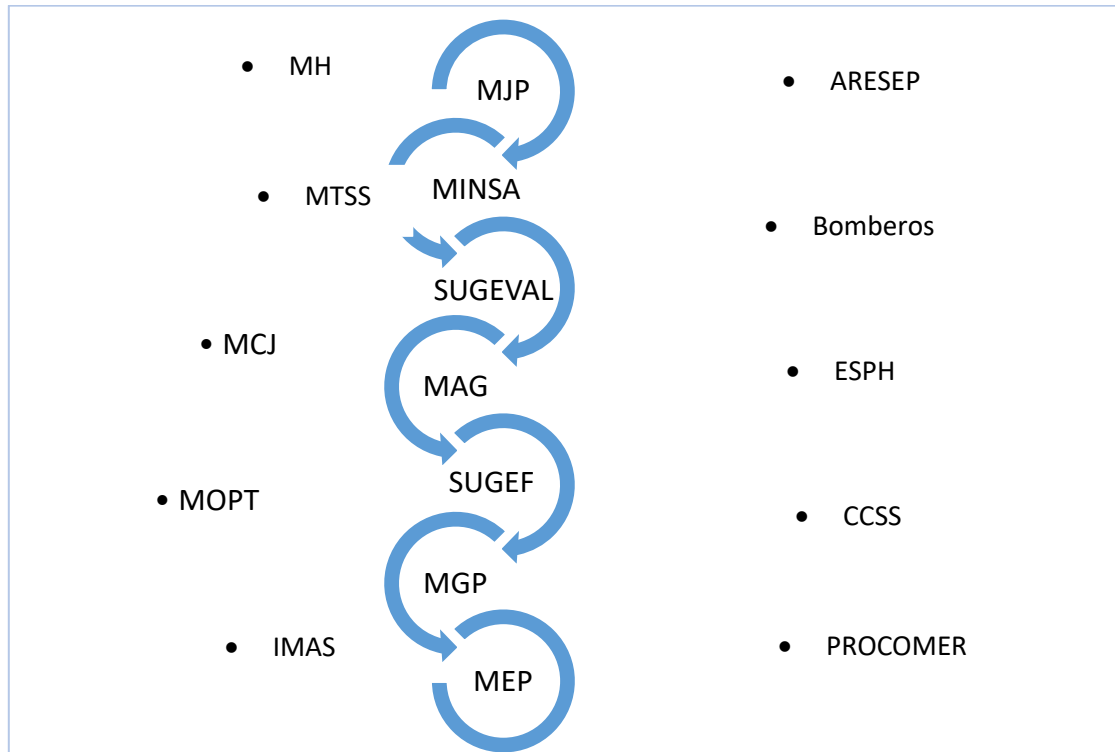 • MH
• MTSS
• MCJ
• MOPT
• IMAS
MJP
MINSA
SUGEVAL
MAG
SUGEF
MGP
MEP
• ARESEP
• Bomberos
• ESPH
• CCSS
• PROCOMER